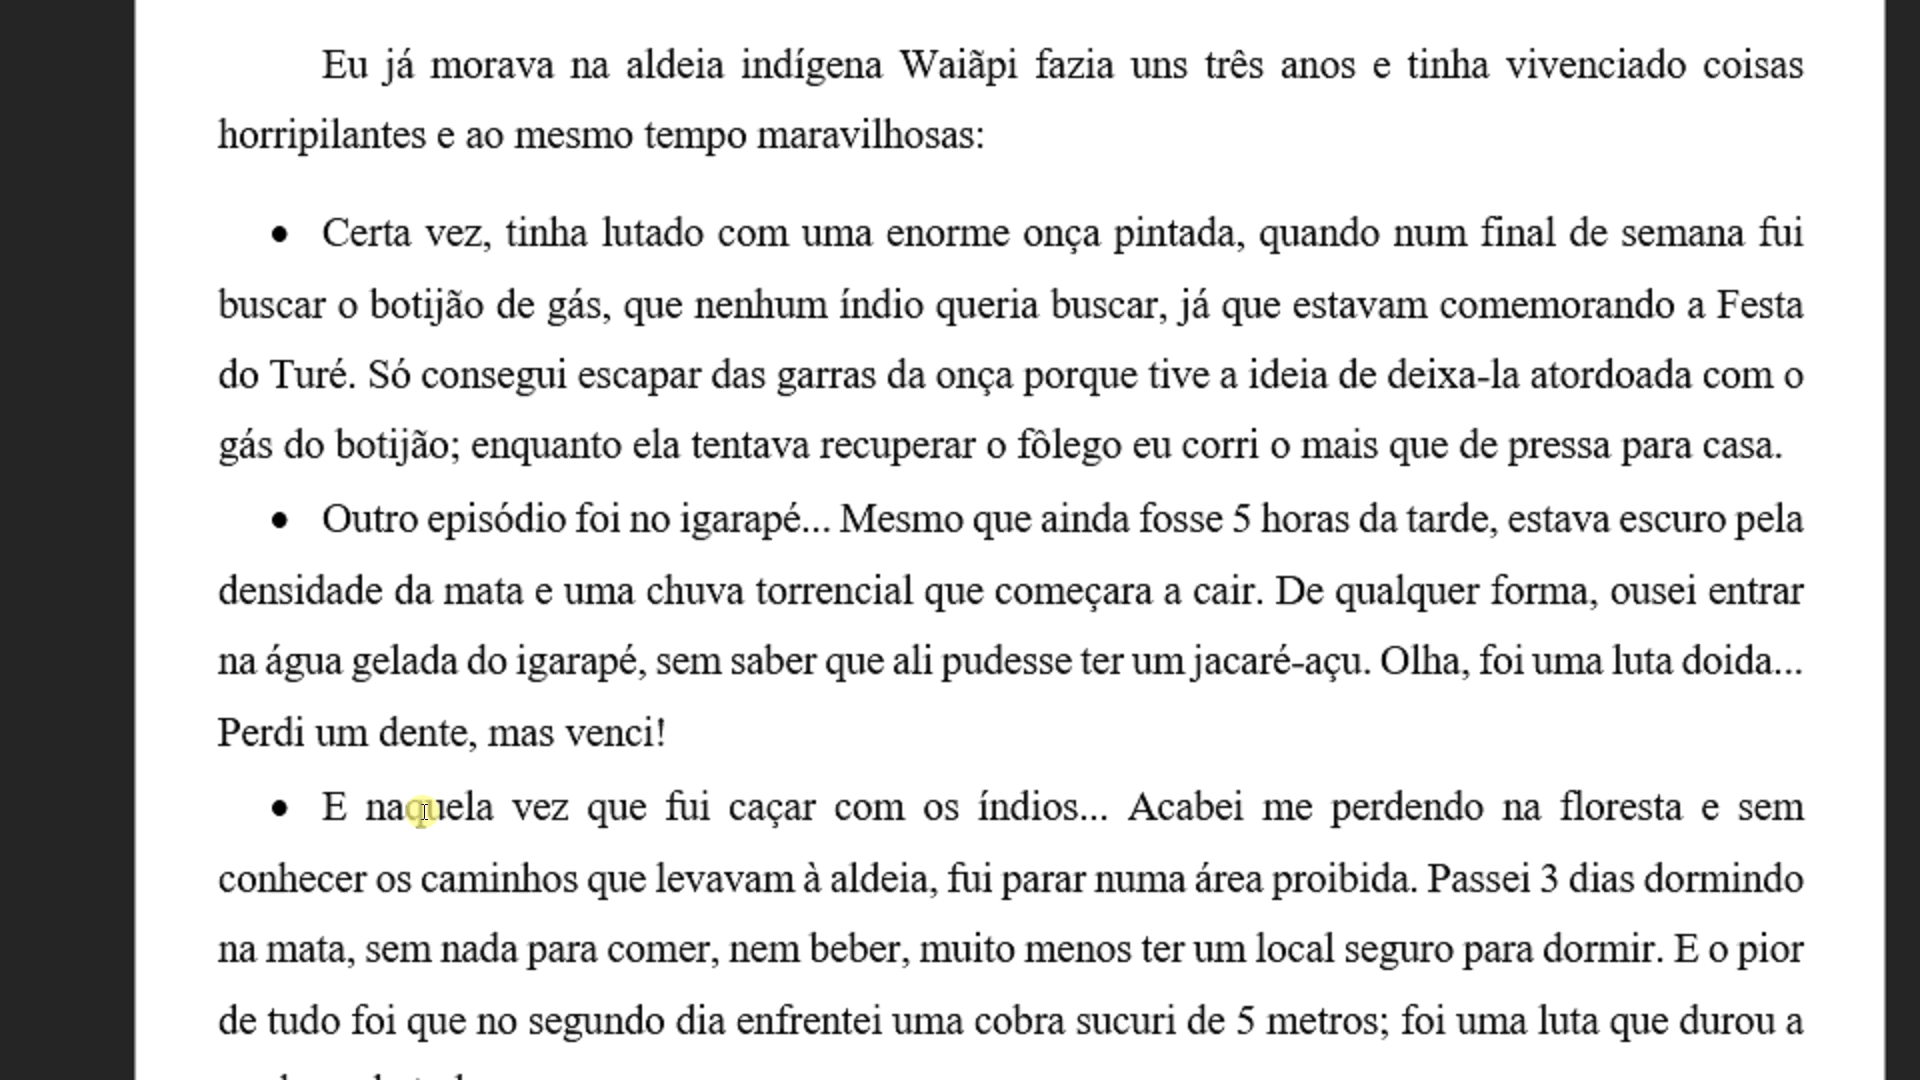 Eu já morava na aldeia indígena Waiãpi fazia uns três anos e tinha vivenciado coisas
horripilantes e ao mesmo tempo maravilhosas:
• Certa vez, tinha lutado com uma enorme onça pintada, quando num final de semana fui
buscar o botijão de gás, que nenhum índio queria buscar, já que estavam comemorando a Festa
do Turé. Só consegui escapar das garras da onça porque tive a ideia de deixa-la atordoada com o
gás do botijão; enquanto ela tentava recuperar o fôlego eu corri o mais que de pressa para casa.
• Outro episódio foi no igarapé... Mesmo que ainda fosse 5 horas da tarde, estava escuro pela
densidade da mata e uma chuva torrencial que começara a cair. De qualquer forma, ousei entrar
na água gelada do igarapé, sem saber que ali pudesse ter um jacaré-açu. Olha, foi uma luta doida...
Perdi um dente, mas venci!
• E naquela vez que fui caçar com os índios... Acabei me perdendo na floresta e sem
conhecer os caminhos que levavam à aldeia, fui parar numa área proibida. Passei 3 dias dormindo
na mata, sem nada para comer, nem beber, muito menos ter um local seguro para dormir. E o pior
de tudo foi que no segundo dia enfrentei uma cobra sucuri de 5 metros; foi uma luta que durou a